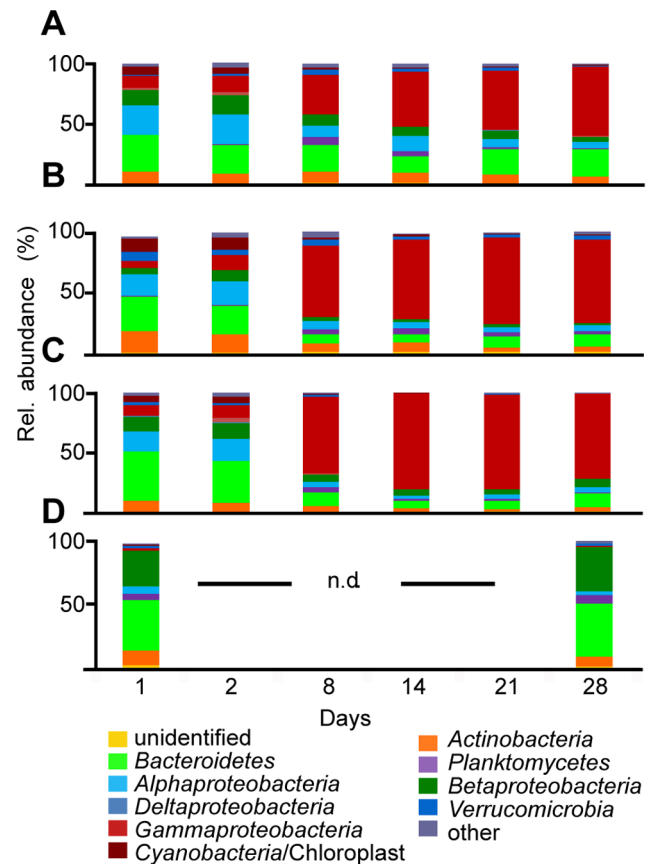 A
100
50
B
100
50
C
100
50
D
100
50
n.d.
Rel. abundance (%)
1 2 8 14 21 28
Days
unidentified
Bacteroidetes
Alphaproteobacteria
Deltaproteobacteria
Gammaproteobacteria
Cyanobacteria/Chloroplast
Actinobacteria
Planktomycetes
Betaproteobacteria
Verrucomicrobia
other